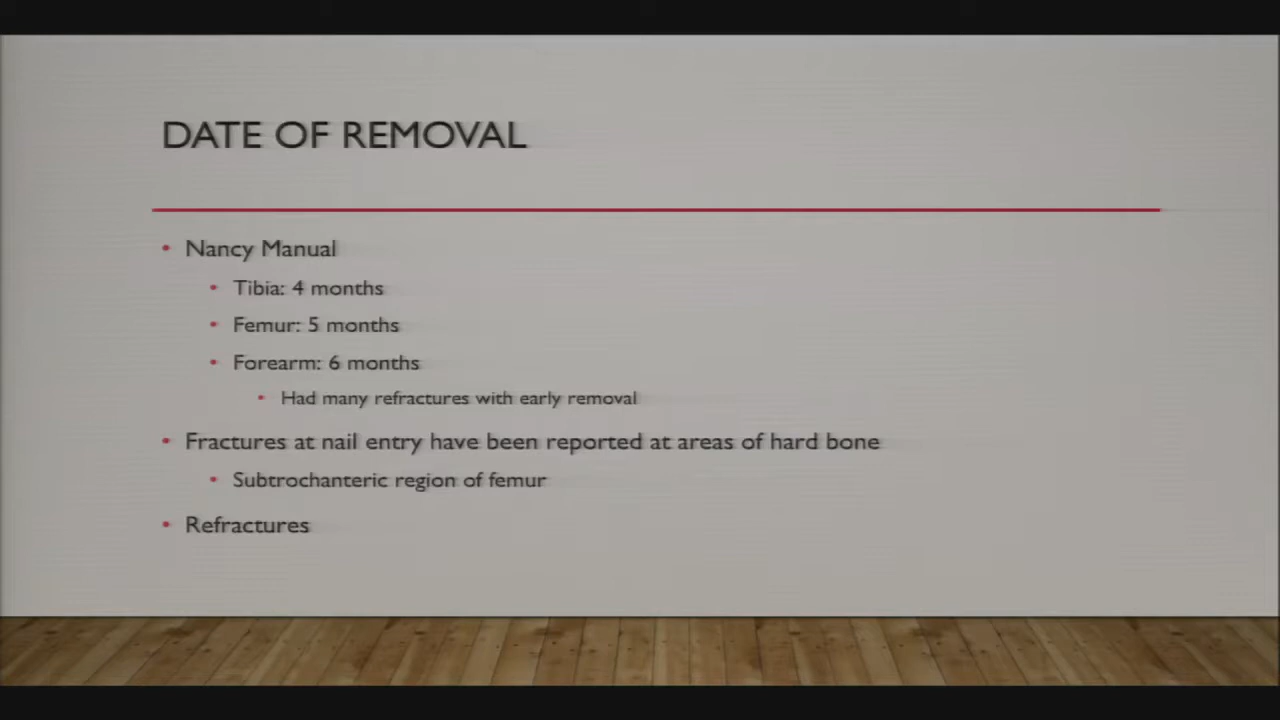 DATE OF REMOVAL
Nancy Manual
Tibia: 4 months
Femur: 5 months
Forearm: 6 months
Had many refractures with early removal
Fractures at nail entry have been reported at areas of hard bone
Subtrochanteric region of femur
Refractures